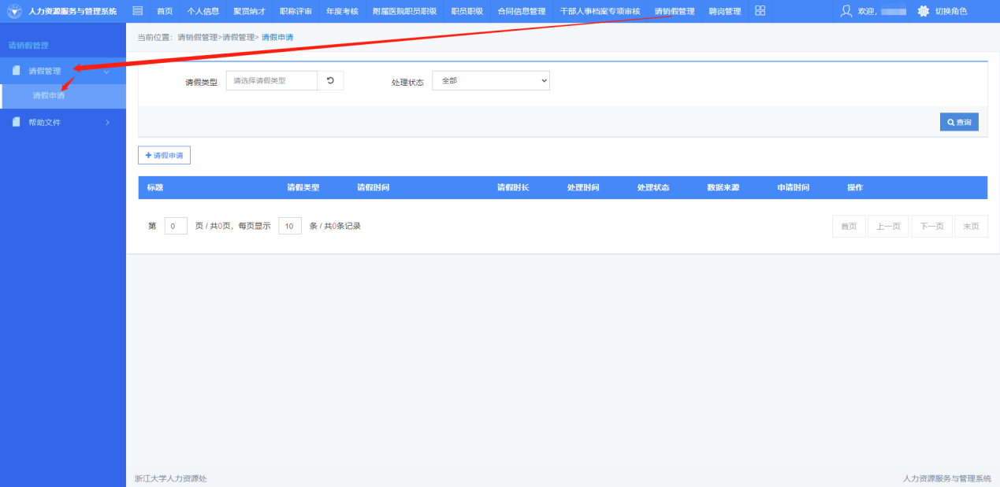 人力资源服务与管理系统 首页 个人信息 聚贤纳才 职称评审 年度考核 附属医院职员职级 职员职级 合同信息管理 干部人事档案专项审核 请销假管理 聘岗管理 欢迎, 切换角色
请销假管理
请假管理
请假申请
帮助文件
当前位置：请销假管理>请假管理> 请假申请
请假类型 请选择请假类型 处理状态 全部
查询
请假申请
标题 请假类型 请假时间 请假时长 处理时间 处理状态 数据来源 申请时间 操作
第 0 页 / 共0页，每页显示 10 条 / 共0条记录 首页 上一页 下一页 末页
浙江大学人力资源处 人力资源服务与管理系统